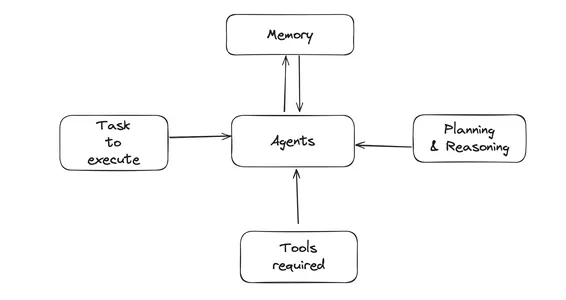 Memory
Task
to
execute
Agents
Planning
& Reasoning
Tools
required